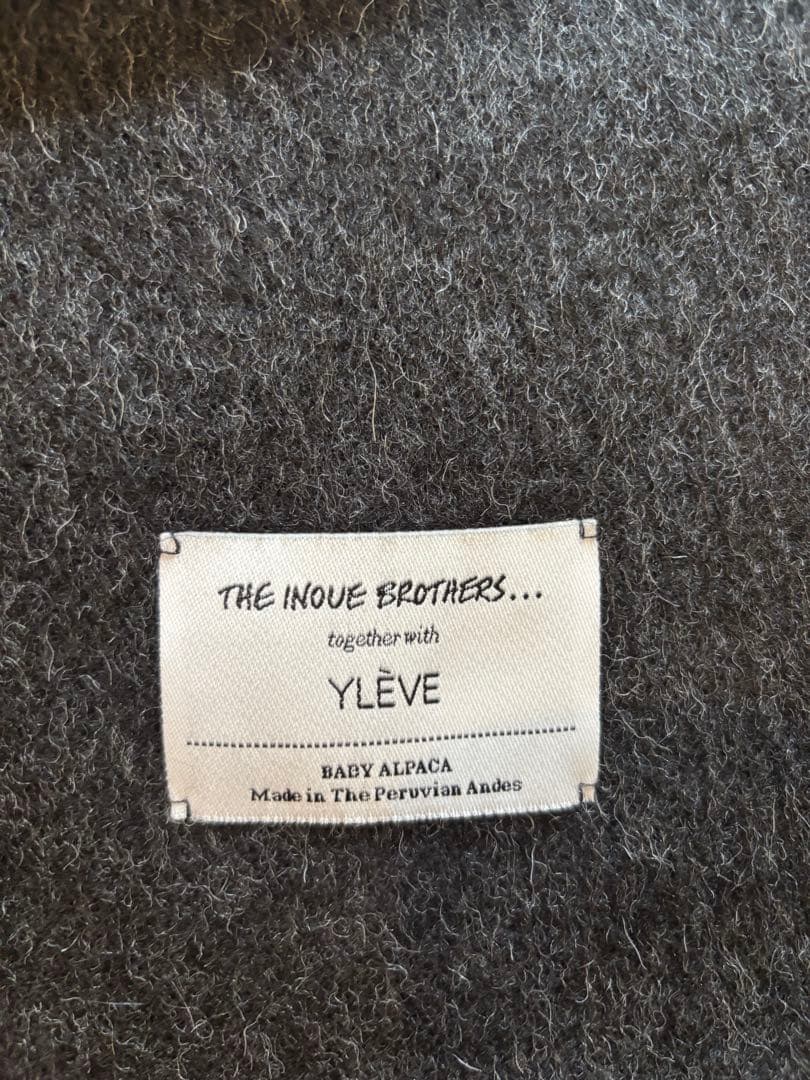 THE INOUE BROTHERS...
together with
YLÈVE
BABY ALPACA
Made in The Peruvian Andes